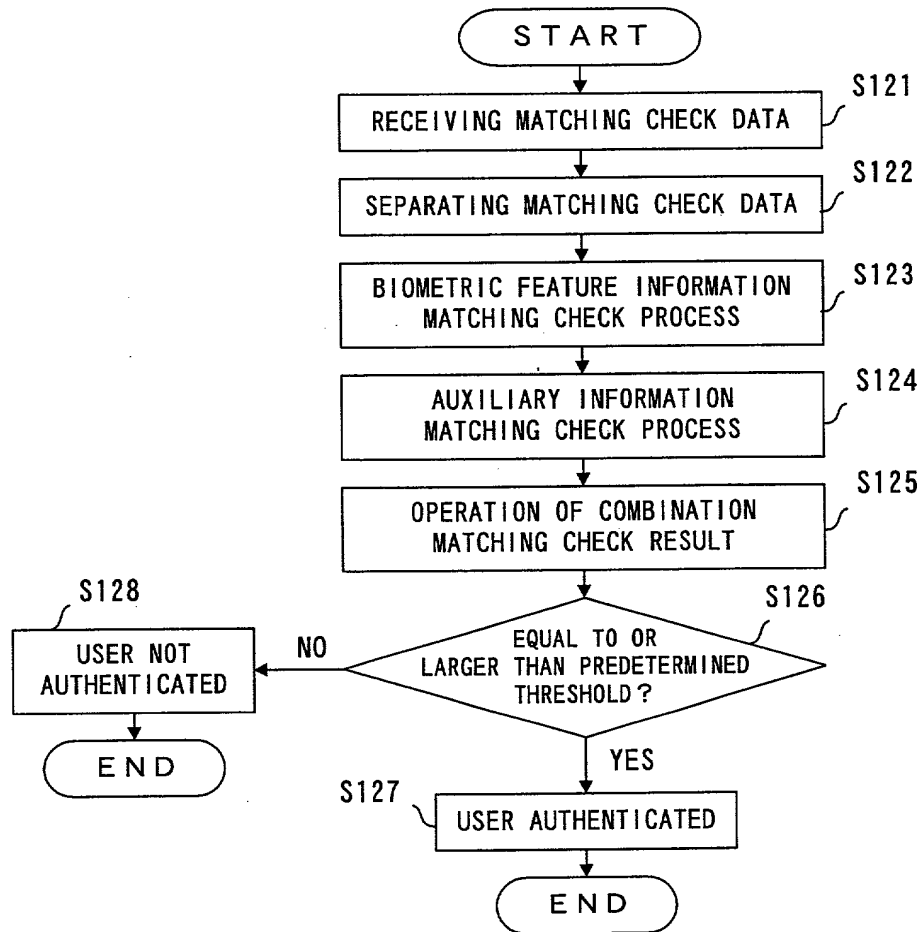 START
S121
RECEIVING MATCHING CHECK DATA
S122
SEPARATING MATCHING CHECK DATA
S123
BIOMETRIC FEATURE INFORMATION
MATCHING CHECK PROCESS
S124
AUXILIARY INFORMATION
MATCHING CHECK PROCESS
S125
OPERATION OF COMBINATION
MATCHING CHECK RESULT
S126
EQUAL TO OR
LARGER THAN PREDETERMINED
THRESHOLD?
NO
S128
USER NOT
AUTHENTICATED
END
YES
S127
USER AUTHENTICATED
END